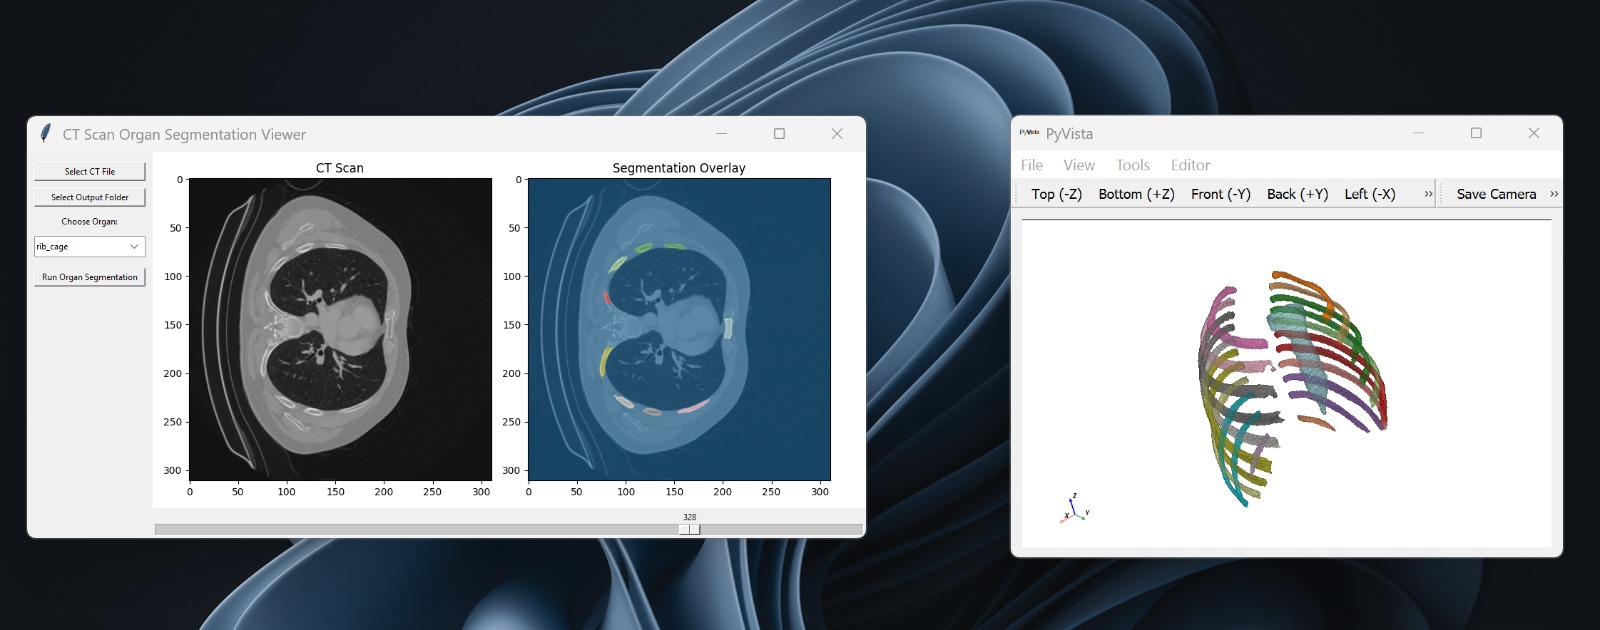 CT Scan Organ Segmentation Viewer
Select CT File
Select Output Folder
Choose Organ:
rib_cage
Run Organ Segmentation
CT Scan
0
50
100
150
200
250
300
0 50 100 150 200 250 300
Segmentation Overlay
0
50
100
150
200
250
300
0 50 100 150 200 250 300
328
PyVista PyVista
File View Tools Editor
Top (-Z) Bottom (+Z) Front (-Y) Back (+Y) Left (-X) » Save Camera »
Z
X Y